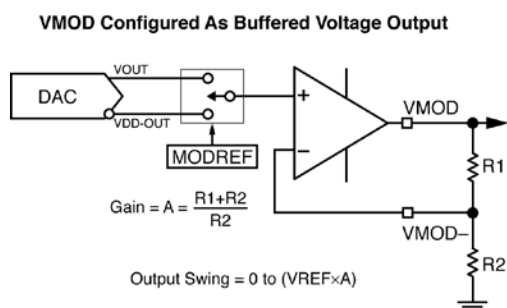 VMOD Configured As Buffered Voltage Output
VOUT
DAC
VDD-OUT
MODREF
+
−
VMOD
R1
VMOD−
R2
Gain = A = R1+R2
R2
Output Swing = 0 to (VREF×A)